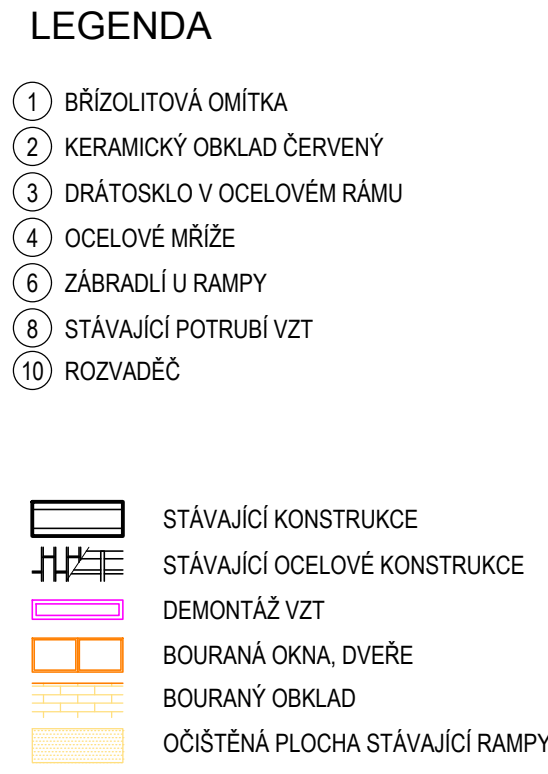 LEGENDA
1 BŘÍZOLITOVÁ OMÍTKA
2 KERAMICKÝ OBKLAD ČERVENÝ
3 DRÁTOSKLO V OCELOVÉM RÁMU
4 OCELOVÉ MŘÍŽE
6 ZÁBRADLÍ U RAMPY
8 STÁVAJÍCÍ POTRUBÍ VZT
10 ROZVADĚČ
STÁVAJÍCÍ KONSTRUKCE
STÁVAJÍCÍ OCELOVÉ KONSTRUKCE
DEMONTÁŽ VZT
BOURANÁ OKNA, DVEŘE
BOURANÝ OBKLAD
OČIŠTĚNÁ PLOCHA STÁVAJÍCÍ RAMPY